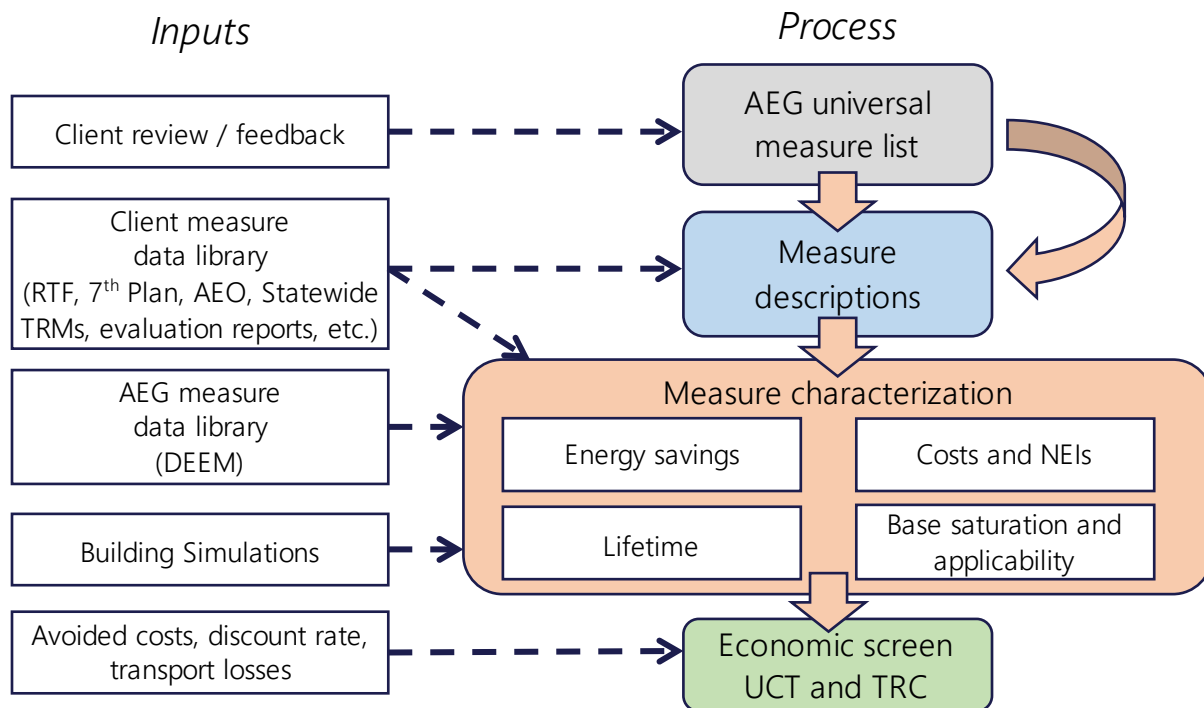 Inputs
Process
Client review / feedback
AEG universal
measure list
Client measure
data library
(RTF, 7th Plan, AEO, Statewide
TRMs, evaluation reports, etc.)
Measure
descriptions
AEG measure
data library
(DEEM)
Measure characterization
Energy savings
Costs and NEIs
Building Simulations
Lifetime
Base saturation and
applicability
Avoided costs, discount rate,
transport losses
Economic screen
UCT and TRC